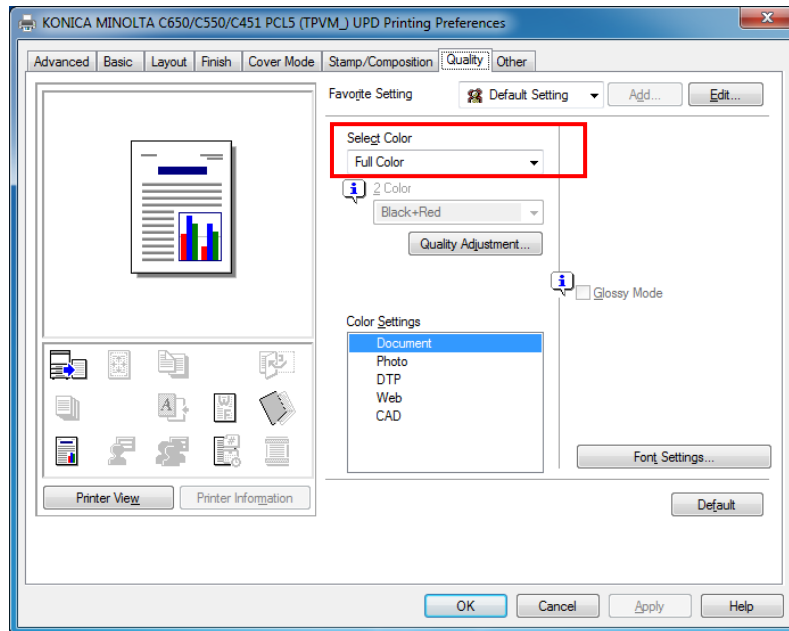 KONICA MINOLTA C650/C550/C451 PCL5 (TPVM_) UPD Printing Preferences
Advanced Basic Layout Finish Cover Mode Stamp/Composition Quality Other
Favorite Setting Default Setting Add... Edit...
Select Color
Full Color
2 Color
Black+Red
Quality Adjustment...
Glossy Mode
Color Settings
Document
Photo
DTP
Web
CAD
Font Settings...
Printer View Printer Information
Default
OK Cancel Apply Help